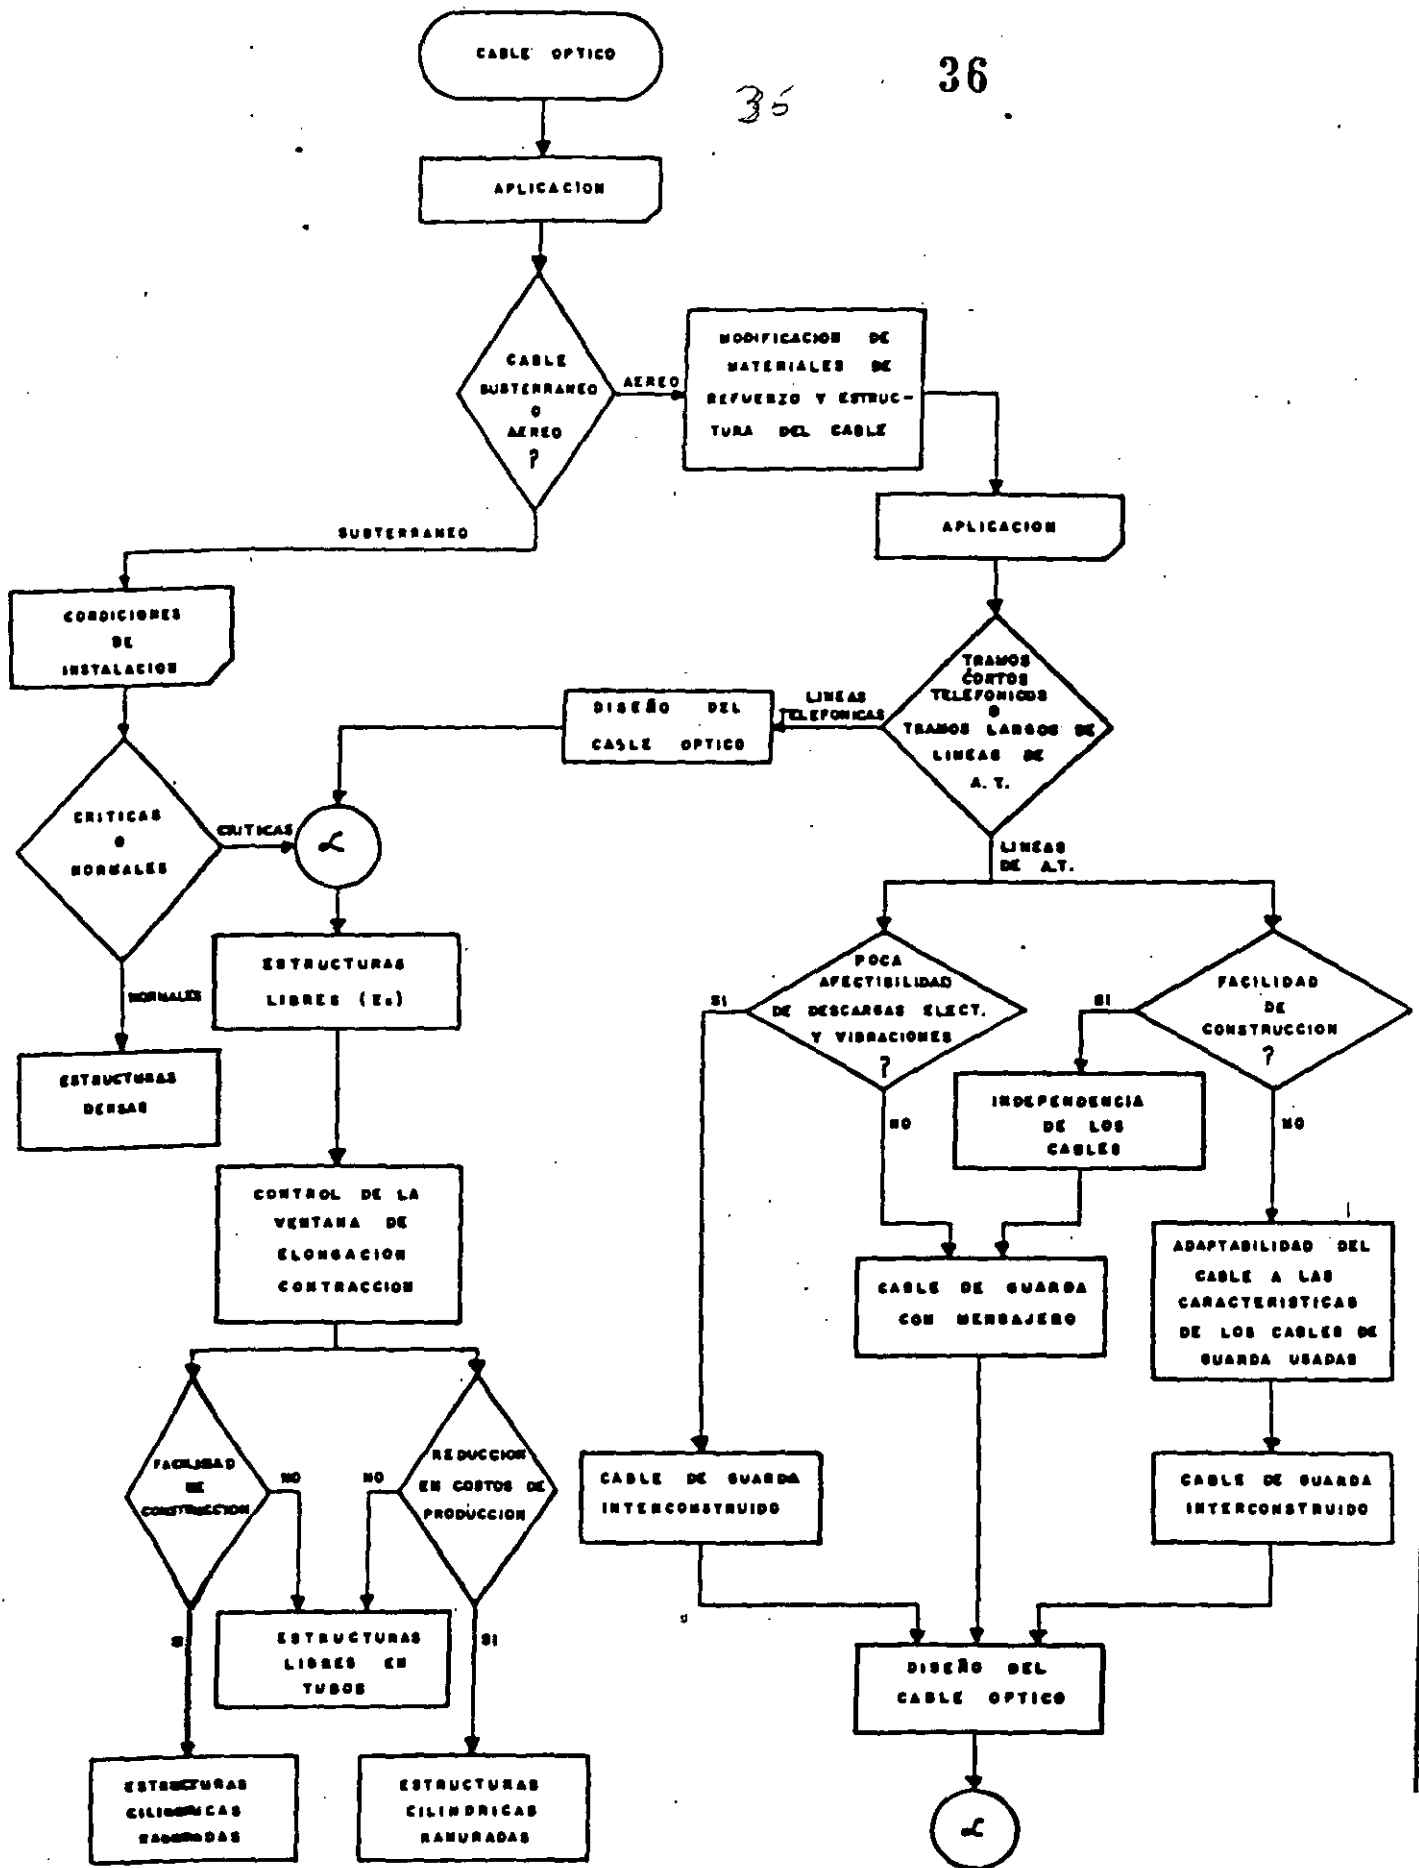 36
35
CABLE OPTICO
APLICACION
CABLE
SUBTERRANEO
O
AEREO
?
AEREO
MODIFICACION DE
MATERIALES DE
REFUERZO Y ESTRUC-
TURA DEL CABLE
APLICACION
SUBTERRANEO
CONDICIONES
DE
INSTALACION
TRAMOS
CORTOS
TELEFONICOS
O
TRAMOS LARGOS DE
LINEAS DE
A.T.
LINEAS
TELEFONICAS
DISEÑO DEL
CABLE OPTICO
CRITICAS
O
NORMALES
CRITICAS
∝
LINEAS
DE A.T.
NORMALES
ESTRUCTURAS
DENSAS
ESTRUCTURAS
LIBRES (Es)
POCA
AFECTIBILIDAD
DE DESCARGAS ELECT.
Y VIBRACIONES
?
SI
NO
FACILIDAD
DE
CONSTRUCCION
?
SI
NO
INDEPENDENCIA
DE LOS
CABLES
CONTROL DE LA
VENTANA DE
ELONGACION
CONTRACCION
CABLE DE GUARDA
CON MENSAJERO
ADAPTABILIDAD DEL
CABLE A LAS
CARACTERISTICAS
DE LOS CABLES DE
GUARDA USADAS
FACILIDAD
DE
CONSTRUCCION
NO
NO
REDUCCION
EN COSTOS DE
PRODUCCION
CABLE DE GUARDA
INTERCONSTRUIDO
CABLE DE GUARDA
INTERCONSTRUIDO
SI
ESTRUCTURAS
LIBRES EN
TUBOS
SI
DISEÑO DEL
CABLE OPTICO
ESTRUCTURAS
CILINDRICAS
RANURADAS
ESTRUCTURAS
CILINDRICAS
RANURADAS
∝